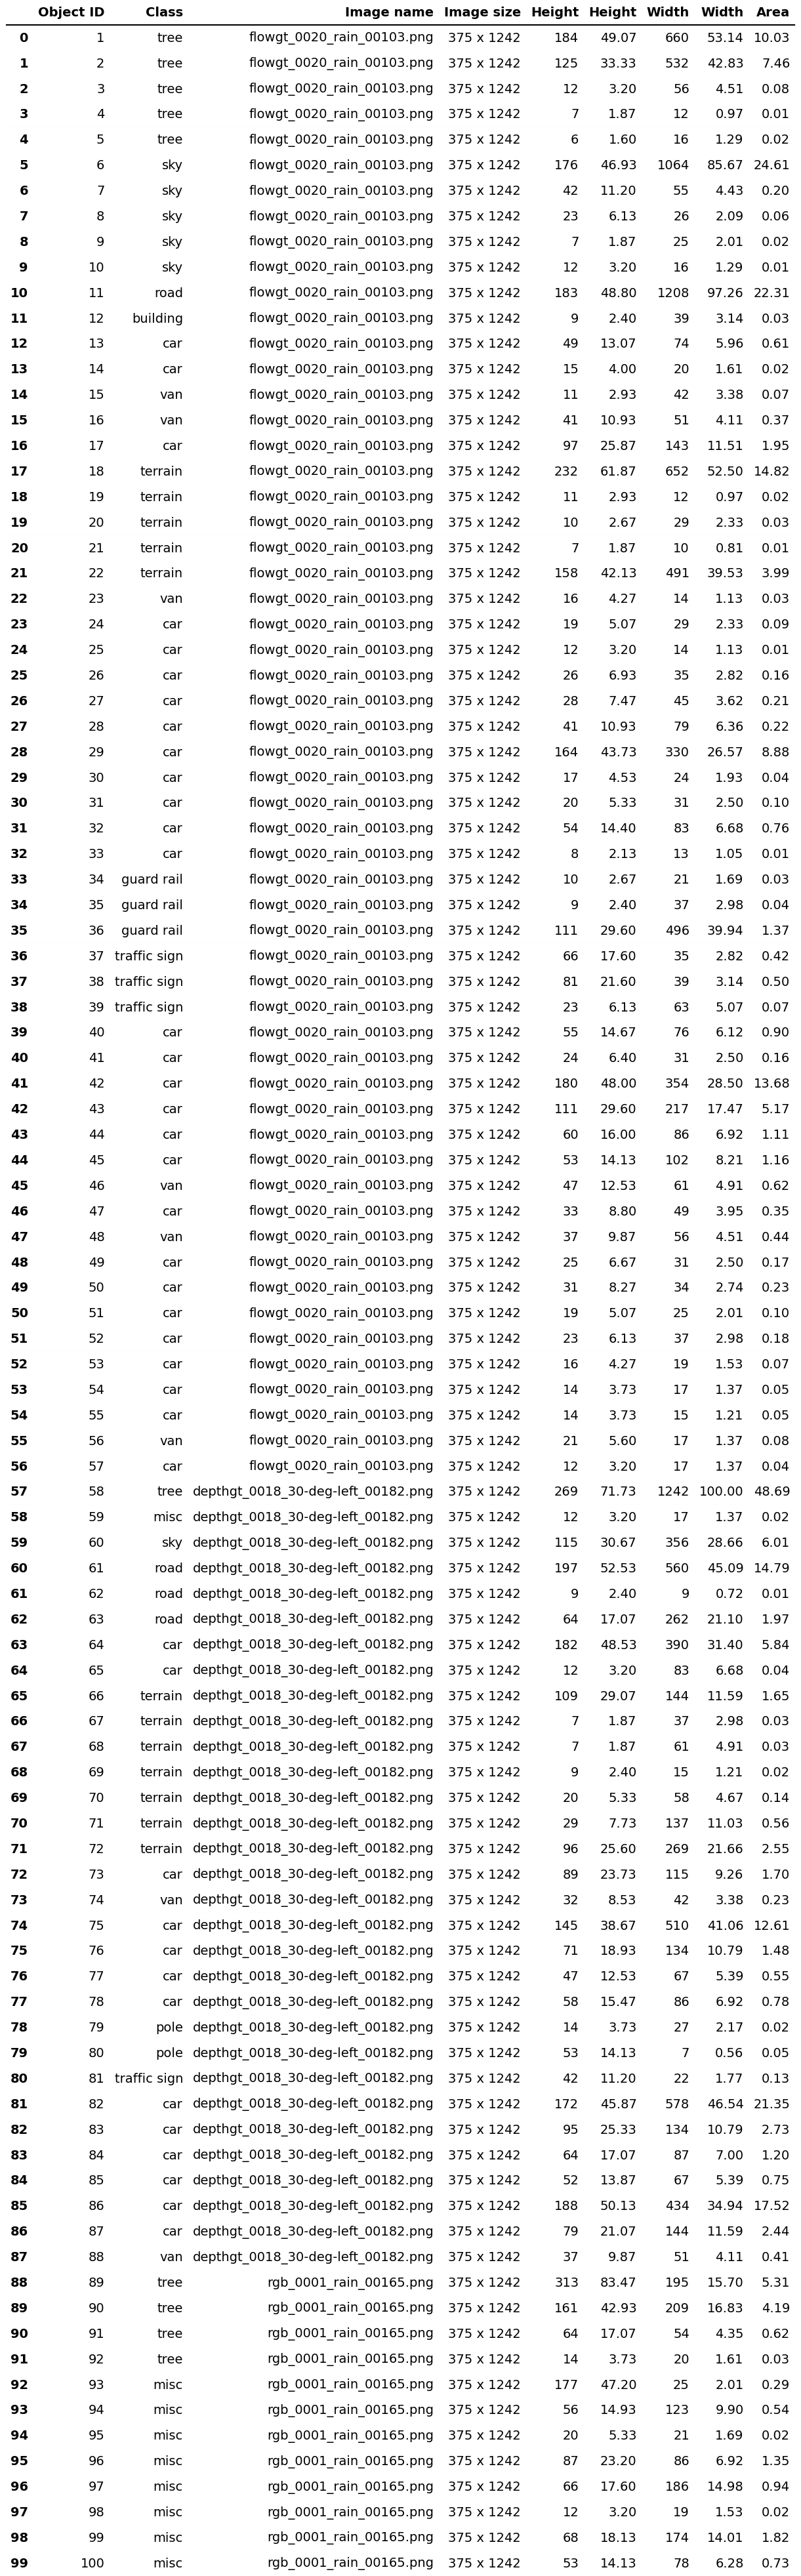 Object ID Class Image name Image size Height Height Width Width Area
0 1 tree flowgt_0020_rain_00103.png 375 x 1242 184 49.07 660 53.14 10.03
1 2 tree flowgt_0020_rain_00103.png 375 x 1242 125 33.33 532 42.83 7.46
2 3 tree flowgt_0020_rain_00103.png 375 x 1242 12 3.20 56 4.51 0.08
3 4 tree flowgt_0020_rain_00103.png 375 x 1242 7 1.87 12 0.97 0.01
4 5 tree flowgt_0020_rain_00103.png 375 x 1242 6 1.60 16 1.29 0.02
5 6 sky flowgt_0020_rain_00103.png 375 x 1242 176 46.93 1064 85.67 24.61
6 7 sky flowgt_0020_rain_00103.png 375 x 1242 42 11.20 55 4.43 0.20
7 8 sky flowgt_0020_rain_00103.png 375 x 1242 23 6.13 26 2.09 0.06
8 9 sky flowgt_0020_rain_00103.png 375 x 1242 7 1.87 25 2.01 0.02
9 10 sky flowgt_0020_rain_00103.png 375 x 1242 12 3.20 16 1.29 0.01
10 11 road flowgt_0020_rain_00103.png 375 x 1242 183 48.80 1208 97.26 22.31
11 12 building flowgt_0020_rain_00103.png 375 x 1242 9 2.40 39 3.14 0.03
12 13 car flowgt_0020_rain_00103.png 375 x 1242 49 13.07 74 5.96 0.61
13 14 car flowgt_0020_rain_00103.png 375 x 1242 15 4.00 20 1.61 0.02
14 15 van flowgt_0020_rain_00103.png 375 x 1242 11 2.93 42 3.38 0.07
15 16 van flowgt_0020_rain_00103.png 375 x 1242 41 10.93 51 4.11 0.37
16 17 car flowgt_0020_rain_00103.png 375 x 1242 97 25.87 143 11.51 1.95
17 18 terrain flowgt_0020_rain_00103.png 375 x 1242 232 61.87 652 52.50 14.82
18 19 terrain flowgt_0020_rain_00103.png 375 x 1242 11 2.93 12 0.97 0.02
19 20 terrain flowgt_0020_rain_00103.png 375 x 1242 10 2.67 29 2.33 0.03
20 21 terrain flowgt_0020_rain_00103.png 375 x 1242 7 1.87 10 0.81 0.01
21 22 terrain flowgt_0020_rain_00103.png 375 x 1242 158 42.13 491 39.53 3.99
22 23 van flowgt_0020_rain_00103.png 375 x 1242 16 4.27 14 1.13 0.03
23 24 car flowgt_0020_rain_00103.png 375 x 1242 19 5.07 29 2.33 0.09
24 25 car flowgt_0020_rain_00103.png 375 x 1242 12 3.20 14 1.13 0.01
25 26 car flowgt_0020_rain_00103.png 375 x 1242 26 6.93 35 2.82 0.16
26 27 car flowgt_0020_rain_00103.png 375 x 1242 28 7.47 45 3.62 0.21
27 28 car flowgt_0020_rain_00103.png 375 x 1242 41 10.93 79 6.36 0.22
28 29 car flowgt_0020_rain_00103.png 375 x 1242 164 43.73 330 26.57 8.88
29 30 car flowgt_0020_rain_00103.png 375 x 1242 17 4.53 24 1.93 0.04
30 31 car flowgt_0020_rain_00103.png 375 x 1242 20 5.33 31 2.50 0.10
31 32 car flowgt_0020_rain_00103.png 375 x 1242 54 14.40 83 6.68 0.76
32 33 car flowgt_0020_rain_00103.png 375 x 1242 8 2.13 13 1.05 0.01
33 34 guard rail flowgt_0020_rain_00103.png 375 x 1242 10 2.67 21 1.69 0.03
34 35 guard rail flowgt_0020_rain_00103.png 375 x 1242 9 2.40 37 2.98 0.04
35 36 guard rail flowgt_0020_rain_00103.png 375 x 1242 111 29.60 496 39.94 1.37
36 37 traffic sign flowgt_0020_rain_00103.png 375 x 1242 66 17.60 35 2.82 0.42
37 38 traffic sign flowgt_0020_rain_00103.png 375 x 1242 81 21.60 39 3.14 0.50
38 39 traffic sign flowgt_0020_rain_00103.png 375 x 1242 23 6.13 63 5.07 0.07
39 40 car flowgt_0020_rain_00103.png 375 x 1242 55 14.67 76 6.12 0.90
40 41 car flowgt_0020_rain_00103.png 375 x 1242 24 6.40 31 2.50 0.16
41 42 car flowgt_0020_rain_00103.png 375 x 1242 180 48.00 354 28.50 13.68
42 43 car flowgt_0020_rain_00103.png 375 x 1242 111 29.60 217 17.47 5.17
43 44 car flowgt_0020_rain_00103.png 375 x 1242 60 16.00 86 6.92 1.11
44 45 car flowgt_0020_rain_00103.png 375 x 1242 53 14.13 102 8.21 1.16
45 46 van flowgt_0020_rain_00103.png 375 x 1242 47 12.53 61 4.91 0.62
46 47 car flowgt_0020_rain_00103.png 375 x 1242 33 8.80 49 3.95 0.35
47 48 van flowgt_0020_rain_00103.png 375 x 1242 37 9.87 56 4.51 0.44
48 49 car flowgt_0020_rain_00103.png 375 x 1242 25 6.67 31 2.50 0.17
49 50 car flowgt_0020_rain_00103.png 375 x 1242 31 8.27 34 2.74 0.23
50 51 car flowgt_0020_rain_00103.png 375 x 1242 19 5.07 25 2.01 0.10
51 52 car flowgt_0020_rain_00103.png 375 x 1242 23 6.13 37 2.98 0.18
52 53 car flowgt_0020_rain_00103.png 375 x 1242 16 4.27 19 1.53 0.07
53 54 car flowgt_0020_rain_00103.png 375 x 1242 14 3.73 17 1.37 0.05
54 55 car flowgt_0020_rain_00103.png 375 x 1242 14 3.73 15 1.21 0.05
55 56 van flowgt_0020_rain_00103.png 375 x 1242 21 5.60 17 1.37 0.08
56 57 car flowgt_0020_rain_00103.png 375 x 1242 12 3.20 17 1.37 0.04
57 58 tree depthgt_0018_30-deg-left_00182.png 375 x 1242 269 71.73 1242 100.00 48.69
58 59 misc depthgt_0018_30-deg-left_00182.png 375 x 1242 12 3.20 17 1.37 0.02
59 60 sky depthgt_0018_30-deg-left_00182.png 375 x 1242 115 30.67 356 28.66 6.01
60 61 road depthgt_0018_30-deg-left_00182.png 375 x 1242 197 52.53 560 45.09 14.79
61 62 road depthgt_0018_30-deg-left_00182.png 375 x 1242 9 2.40 9 0.72 0.01
62 63 road depthgt_0018_30-deg-left_00182.png 375 x 1242 64 17.07 262 21.10 1.97
63 64 car depthgt_0018_30-deg-left_00182.png 375 x 1242 182 48.53 390 31.40 5.84
64 65 car depthgt_0018_30-deg-left_00182.png 375 x 1242 12 3.20 83 6.68 0.04
65 66 terrain depthgt_0018_30-deg-left_00182.png 375 x 1242 109 29.07 144 11.59 1.65
66 67 terrain depthgt_0018_30-deg-left_00182.png 375 x 1242 7 1.87 37 2.98 0.03
67 68 terrain depthgt_0018_30-deg-left_00182.png 375 x 1242 7 1.87 61 4.91 0.03
68 69 terrain depthgt_0018_30-deg-left_00182.png 375 x 1242 9 2.40 15 1.21 0.02
69 70 terrain depthgt_0018_30-deg-left_00182.png 375 x 1242 20 5.33 58 4.67 0.14
70 71 terrain depthgt_0018_30-deg-left_00182.png 375 x 1242 29 7.73 137 11.03 0.56
71 72 terrain depthgt_0018_30-deg-left_00182.png 375 x 1242 96 25.60 269 21.66 2.55
72 73 car depthgt_0018_30-deg-left_00182.png 375 x 1242 89 23.73 115 9.26 1.70
73 74 van depthgt_0018_30-deg-left_00182.png 375 x 1242 32 8.53 42 3.38 0.23
74 75 car depthgt_0018_30-deg-left_00182.png 375 x 1242 145 38.67 510 41.06 12.61
75 76 car depthgt_0018_30-deg-left_00182.png 375 x 1242 71 18.93 134 10.79 1.48
76 77 car depthgt_0018_30-deg-left_00182.png 375 x 1242 47 12.53 67 5.39 0.55
77 78 car depthgt_0018_30-deg-left_00182.png 375 x 1242 58 15.47 86 6.92 0.78
78 79 pole depthgt_0018_30-deg-left_00182.png 375 x 1242 14 3.73 27 2.17 0.02
79 80 pole depthgt_0018_30-deg-left_00182.png 375 x 1242 53 14.13 7 0.56 0.05
80 81 traffic sign depthgt_0018_30-deg-left_00182.png 375 x 1242 42 11.20 22 1.77 0.13
81 82 car depthgt_0018_30-deg-left_00182.png 375 x 1242 172 45.87 578 46.54 21.35
82 83 car depthgt_0018_30-deg-left_00182.png 375 x 1242 95 25.33 134 10.79 2.73
83 84 car depthgt_0018_30-deg-left_00182.png 375 x 1242 64 17.07 87 7.00 1.20
84 85 car depthgt_0018_30-deg-left_00182.png 375 x 1242 52 13.87 67 5.39 0.75
85 86 car depthgt_0018_30-deg-left_00182.png 375 x 1242 188 50.13 434 34.94 17.52
86 87 car depthgt_0018_30-deg-left_00182.png 375 x 1242 79 21.07 144 11.59 2.44
87 88 van depthgt_0018_30-deg-left_00182.png 375 x 1242 37 9.87 51 4.11 0.41
88 89 tree rgb_0001_rain_00165.png 375 x 1242 313 83.47 195 15.70 5.31
89 90 tree rgb_0001_rain_00165.png 375 x 1242 161 42.93 209 16.83 4.19
90 91 tree rgb_0001_rain_00165.png 375 x 1242 64 17.07 54 4.35 0.62
91 92 tree rgb_0001_rain_00165.png 375 x 1242 14 3.73 20 1.61 0.03
92 93 misc rgb_0001_rain_00165.png 375 x 1242 177 47.20 25 2.01 0.29
93 94 misc rgb_0001_rain_00165.png 375 x 1242 56 14.93 123 9.90 0.54
94 95 misc rgb_0001_rain_00165.png 375 x 1242 20 5.33 21 1.69 0.02
95 96 misc rgb_0001_rain_00165.png 375 x 1242 87 23.20 86 6.92 1.35
96 97 misc rgb_0001_rain_00165.png 375 x 1242 66 17.60 186 14.98 0.94
97 98 misc rgb_0001_rain_00165.png 375 x 1242 12 3.20 19 1.53 0.02
98 99 misc rgb_0001_rain_00165.png 375 x 1242 68 18.13 174 14.01 1.82
99 100 misc rgb_0001_rain_00165.png 375 x 1242 53 14.13 78 6.28 0.73